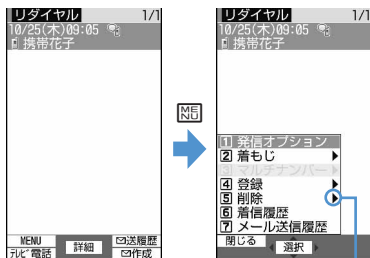 リダイヤル 1/1
10/25(木)09:05
携帯花子
MENU
テレビ電話
詳細
送履歴
作成
MENU
リダイヤル 1/1
10/25(木)09:05
携帯花子
1 発信オプション
2 着もじ
3 マルチナンバー
4 登録
5 削除
6 着信履歴
7 メール送信履歴
閉じる
選択